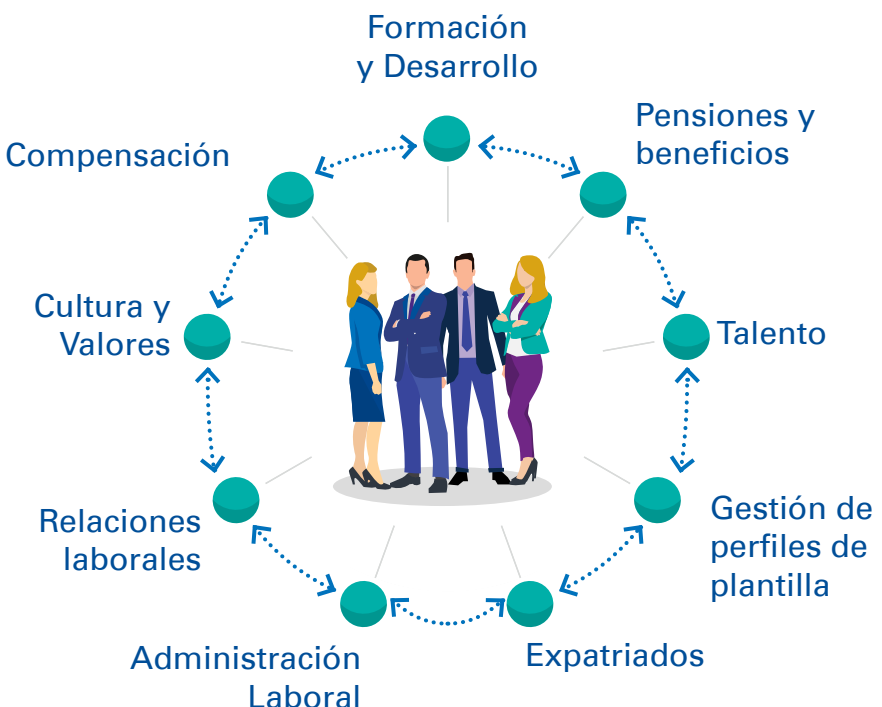 Formación
y Desarrollo
Pensiones y
beneficios
Talento
Gestión de
perfiles de
plantilla
Expatriados
Administración
Laboral
Relaciones
laborales
Cultura y
Valores
Compensación